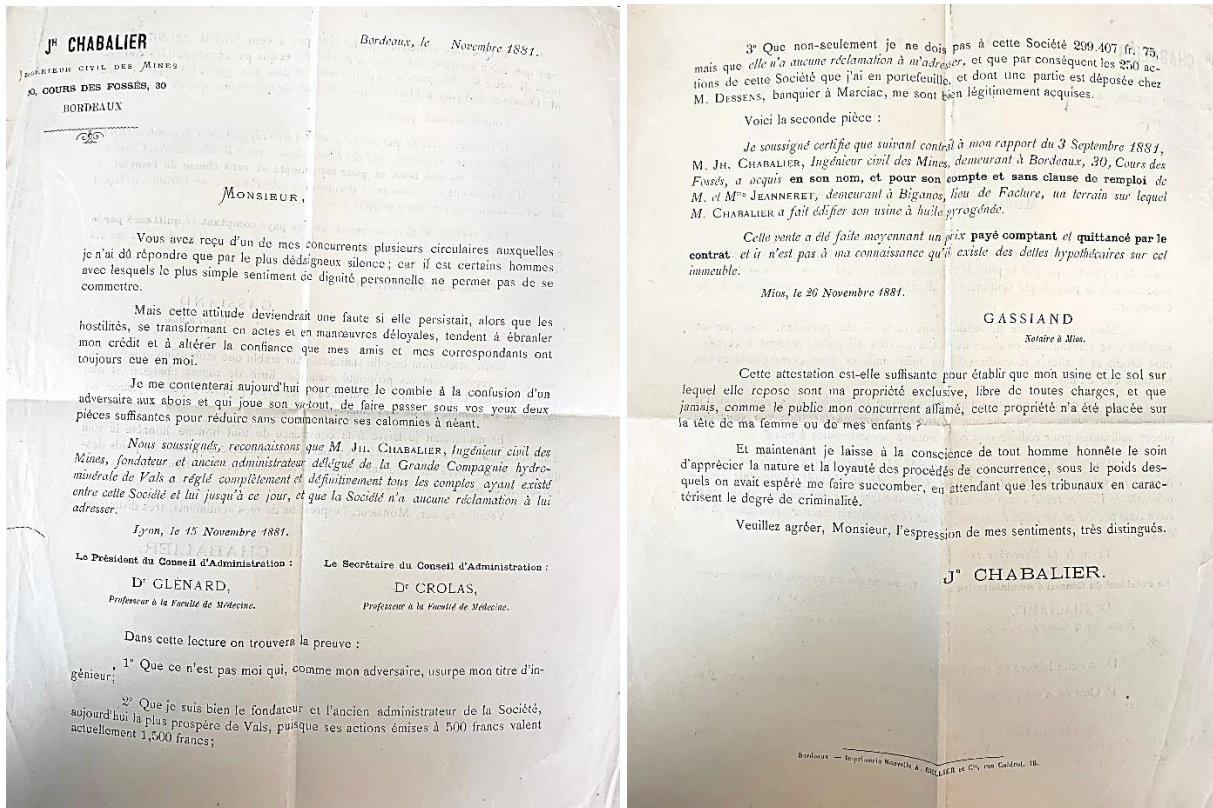 JH CHABALIER
INGÉNIEUR CIVIL DES MINES
30, COURS DES FOSSÉS, 30
BORDEAUX
Bordeaux, le Novembre 1881.
MONSIEUR,
Vous avez reçu d'un de mes concurrents plusieurs circulaires auxquelles
je n'ai dû répondre que par le plus dédaigneux silence; car il est certains hommes
avec lesquels le plus simple sentiment de dignité personnelle ne permet pas de se
commettre.
Mais cette attitude deviendrait une faute si elle persistait, alors que les
hostilités, se transformant en actes et en manœuvres déloyales, tendent à ébranler
mon crédit et à altérer la confiance que mes amis et mes correspondants ont
toujours eue en moi.
Je me contenterai aujourd'hui pour mettre le comble à la confusion d'un
adversaire aux abois et qui joue son va-tout, de faire passer sous vos yeux deux
pièces suffisantes pour réduire sans commentaire ses calomnies à néant.
Nous soussignés, reconnaissons que M. JH. CHABALIER, Ingénieur civil des
Mines, fondateur et ancien administrateur délégué de la Grande Compagnie hydro-
minérale de Vals a réglé complètement et définitivement tous les comptes ayant existé
entre cette Société et lui jusqu'à ce jour, et que la Société n'a aucune réclamation à lui
adresser.
Lyon, le 15 Novembre 1881.
Le Président du Conseil d'Administration :
Dr GLÉNARD,
Professeur à la Faculté de Médecine.
Le Secrétaire du Conseil d'Administration :
Dr CROLAS,
Professeur à la Faculté de Médecine.
Dans cette lecture on trouvera la preuve :
1º Que ce n'est pas moi qui, comme mon adversaire, usurpe mon titre d'in-
génieur;
2º Que je suis bien le fondateur et l'ancien administrateur de la Société,
aujourd'hui la plus prospère de Vals, puisque ses actions émises à 500 francs valent
actuellement 1,500 francs;
3º Que non-seulement je ne dois pas à cette Société 299.407 fr. 75,
mais que elle n'a aucune réclamation à m'adresser, et que par conséquent les 250 ac-
tions de cette Société que j'ai en portefeuille, et dont une partie est déposée chez
M. DESSENS, banquier à Marciac, me sont bien légitimement acquises.
Voici la seconde pièce :
Je soussigné certifie que suivant contrat à mon rapport du 3 Septembre 1881,
M. JH. CHABALIER, Ingénieur civil des Mines, demeurant à Bordeaux, 30, Cours des
Fossés, a acquis en son nom, et pour son compte et sans clause de remploi de
M. et Mme JEANNERET, demeurant à Biganos, lieu de Facture, un terrain sur lequel
M. CHABALIER a fait édifier son usine à huile pyrogénée.
Cette vente a été faite moyennant un prix payé comptant et quittancé par le
contrat et il n'est pas à ma connaissance qu'il existe des dettes hypothécaires sur cet
immeuble.
Mios, le 26 Novembre 1881.
GASSIAND
Notaire à Mios.
Cette attestation est-elle suffisante pour établir que mon usine et le sol sur
lequel elle repose sont ma propriété exclusive, libre de toutes charges, et que
jamais, comme le public mon concurrent affamé, cette propriété n'a été placée sur
la tête de ma femme ou de mes enfants ?
Et maintenant je laisse à la conscience de tout homme honnête le soin
d'apprécier la nature et la loyauté des procédés de concurrence, sous le poids des-
quels on avait espéré me faire succomber, en attendant que les tribunaux en carac-
térisent le degré de criminalité.
Veuillez agréer, Monsieur, l'expression de mes sentiments, très distingués.
JH CHABALIER.
Bordeaux — Imprimerie Nouvelle A. BELLIER et Cie, rue Cabirol, 16.